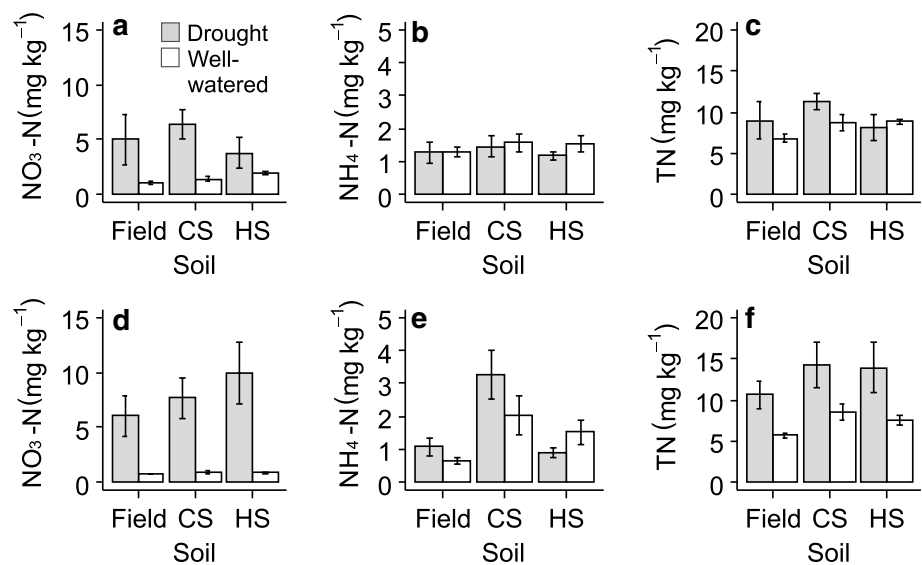 a
Drought
Well-
watered
NO₃ -N (mg kg⁻¹)
15
10
5
0
Field CS HS
Soil
b
NH₄ -N (mg kg⁻¹)
5
4
3
2
1
0
Field CS HS
Soil
c
TN (mg kg⁻¹)
20
15
10
5
0
Field CS HS
Soil
d
NO₃ -N (mg kg⁻¹)
15
10
5
0
Field CS HS
Soil
e
NH₄ -N (mg kg⁻¹)
5
4
3
2
1
0
Field CS HS
Soil
f
TN (mg kg⁻¹)
20
15
10
5
0
Field CS HS
Soil